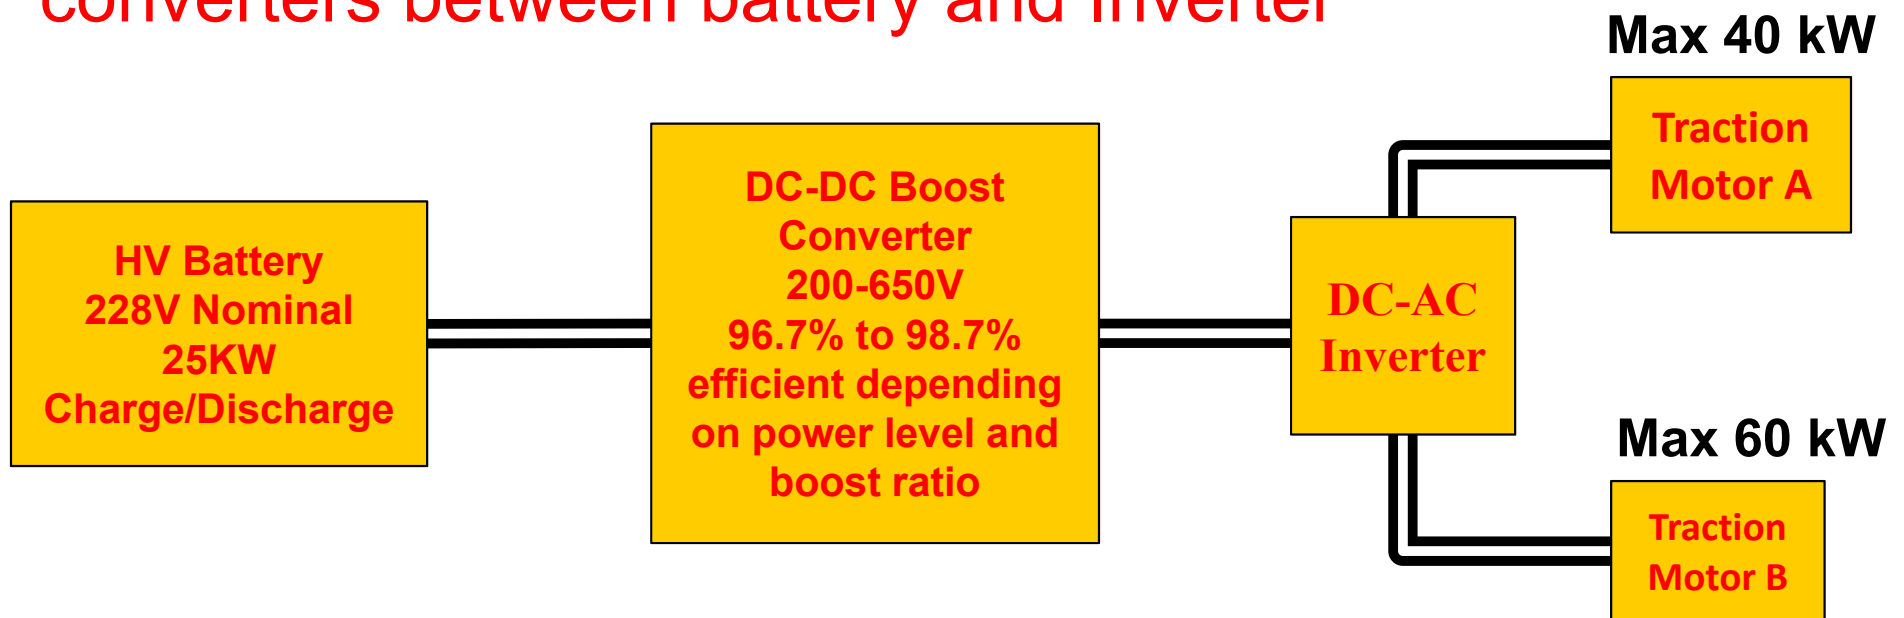 converters between battery and Inverter
Max 40 kW
Traction
Motor A
DC-DC Boost
Converter
200-650V
96.7% to 98.7%
efficient depending
on power level and
boost ratio
HV Battery
228V Nominal
25KW
Charge/Discharge
DC-AC
Inverter
Max 60 kW
Traction
Motor B